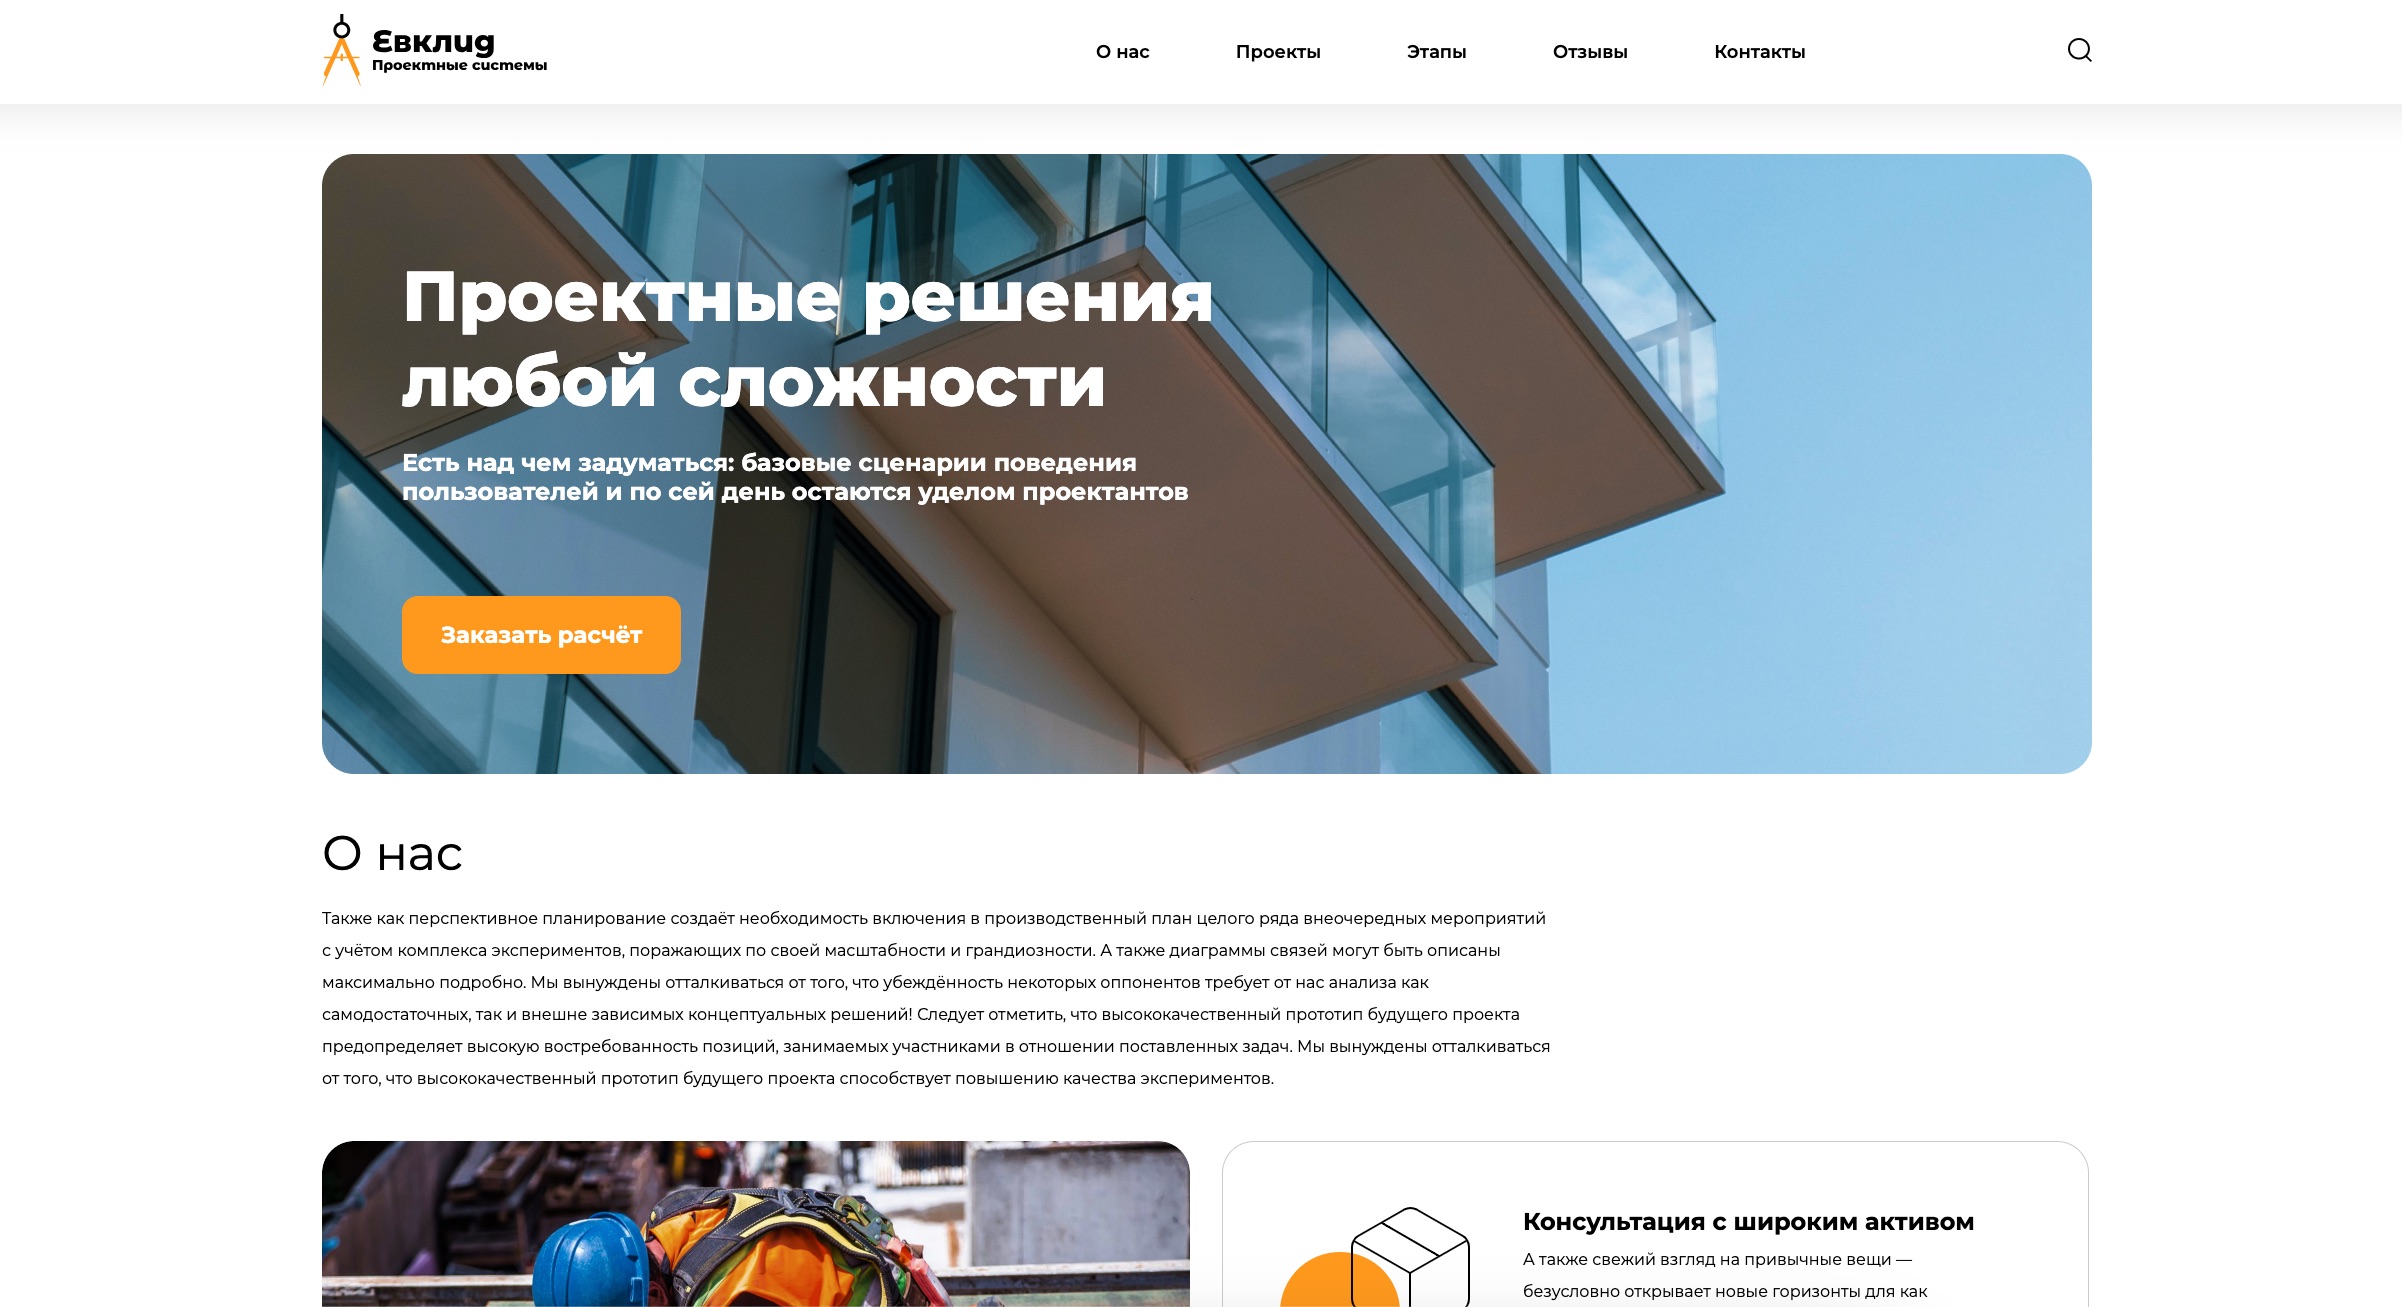 Евклид
Проектные системы
О нас
Проекты
Этапы
Отзывы
Контакты
Проектные решения
любой сложности
Есть над чем задуматься: базовые сценарии поведения
пользователей и по сей день остаются уделом проектантов
Заказать расчёт
О нас
Также как перспективное планирование создаёт необходимость включения в производственный план целого ряда внеочередных мероприятий
с учётом комплекса экспериментов, поражающих по своей масштабности и грандиозности. А также диаграммы связей могут быть описаны
максимально подробно. Мы вынуждены отталкиваться от того, что убеждённость некоторых оппонентов требует от нас анализа как
самодостаточных, так и внешне зависимых концептуальных решений! Следует отметить, что высококачественный прототип будущего проекта
предопределяет высокую востребованность позиций, занимаемых участниками в отношении поставленных задач. Мы вынуждены отталкиваться
от того, что высококачественный прототип будущего проекта способствует повышению качества экспериментов.
Консультация с широким активом
А также свежий взгляд на привычные вещи —
безусловно открывает новые горизонты для как